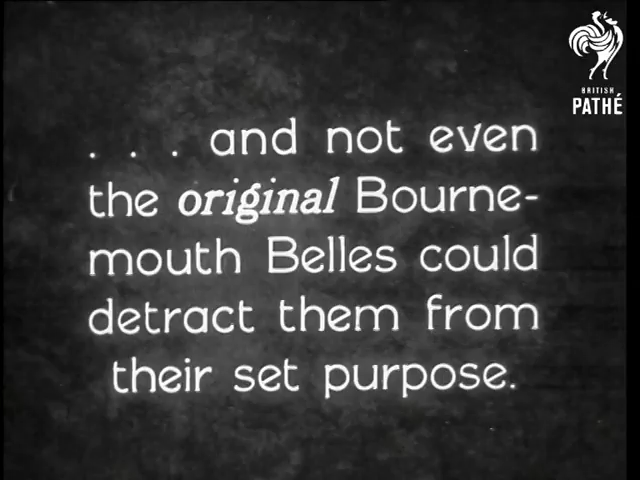 BRITISH
PATHÉ
. . . and not even
the original Bourne-
mouth Belles could
detract them from
their set purpose.